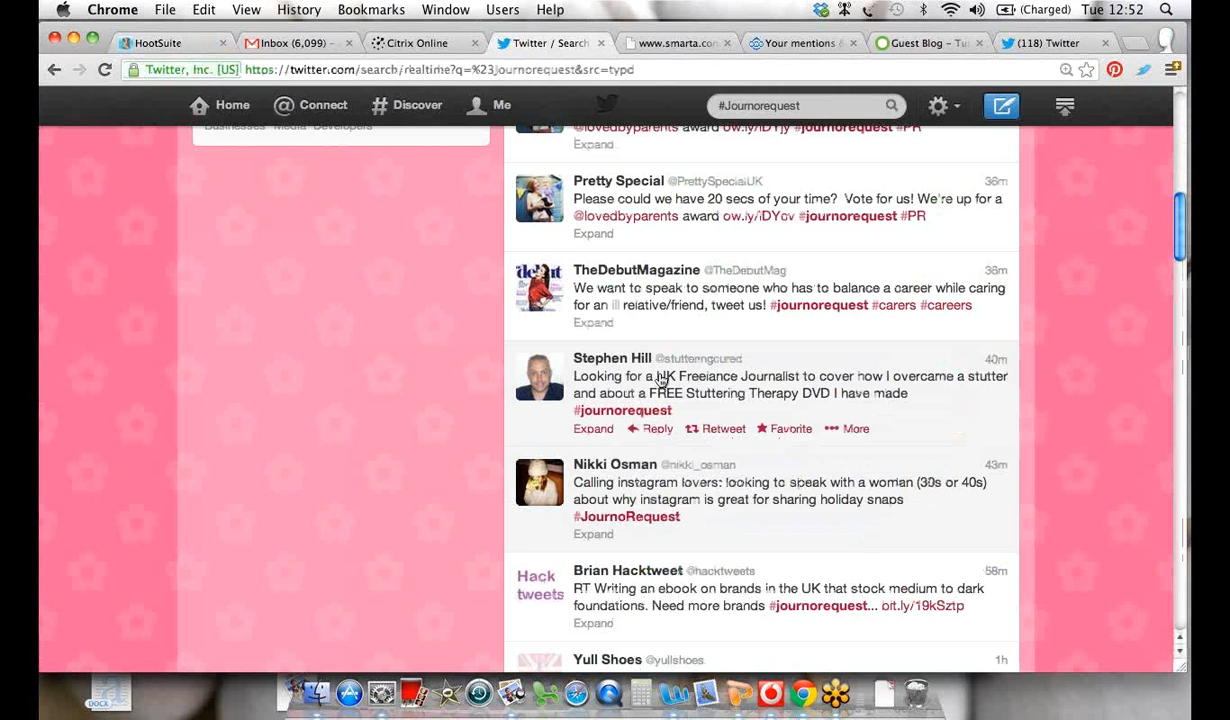 Chrome File Edit View History Bookmarks Window Users Help (Charged) Tue 12:52
HootSuite Inbox (6,099) - Citrix Online Twitter / Search www.smarta.com Your mentions Guest Blog - (118) Twitter
Twitter, Inc. [US] https://twitter.com/search/realtime?q=%23Journorequest&src=typd
Home Connect Discover Me #Journorequest
Businesses Media Developers
@lovedbyparents award ow.ly/iDYjy #journorequest #PR
Expand
Pretty Special @PrettySpecialUK 36m
Please could we have 20 secs of your time? Vote for us! We're up for a
@lovedbyparents award ow.ly/iDYov #journorequest #PR
Expand
debut
TheDebutMagazine @TheDebutMag 36m
We want to speak to someone who has to balance a career while caring
for an ill relative/friend, tweet us! #journorequest #carers #careers
Expand
Stephen Hill @stutteringcured 40m
Looking for a UK Freelance Journalist to cover how I overcame a stutter
and about a FREE Stuttering Therapy DVD I have made
#journorequest
Expand Reply Retweet Favorite More
Nikki Osman @nikki_osman 43m
Calling instagram lovers: looking to speak with a woman (30s or 40s)
about why instagram is great for sharing holiday snaps
#JournoRequest
Expand
Hack
tweets
Brian Hacktweet @hacktweets 58m
RT Writing an ebook on brands in the UK that stock medium to dark
foundations. Need more brands #journorequest... bit.ly/19kSztp
Expand
Yull Shoes @yullshoes 1h
DOCX